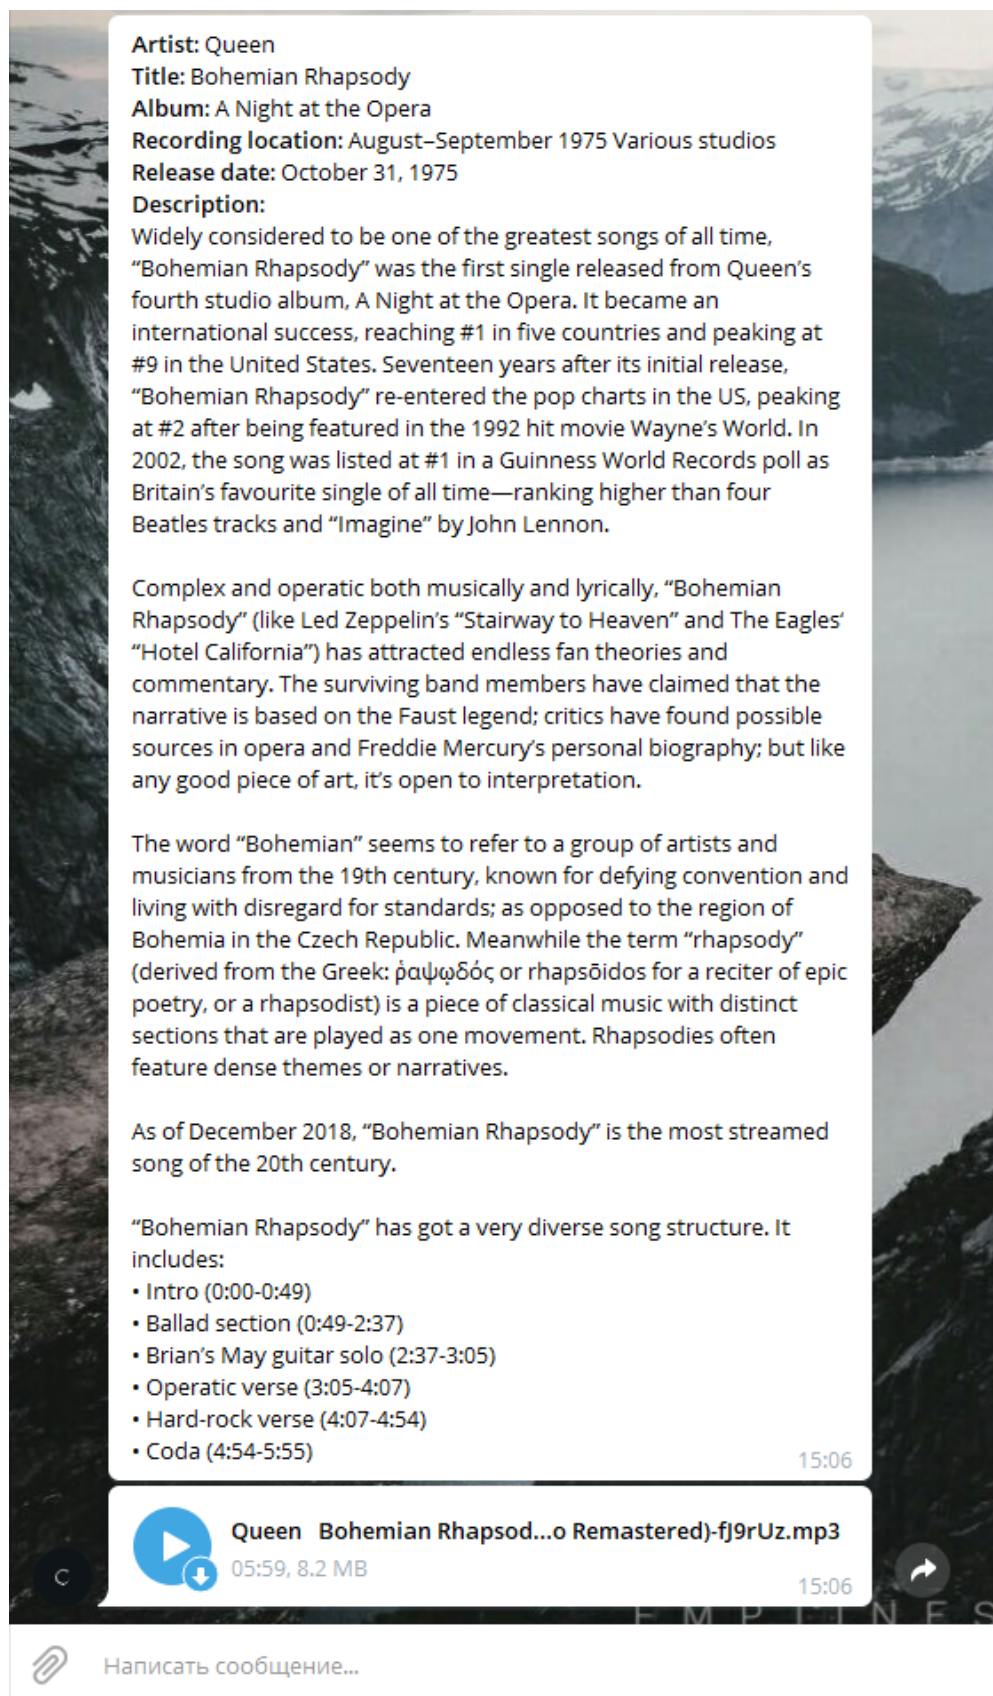 Artist: Queen
Title: Bohemian Rhapsody
Album: A Night at the Opera
Recording location: August–September 1975 Various studios
Release date: October 31, 1975
Description:
Widely considered to be one of the greatest songs of all time,
“Bohemian Rhapsody” was the first single released from Queen’s
fourth studio album, A Night at the Opera. It became an
international success, reaching #1 in five countries and peaking at
#9 in the United States. Seventeen years after its initial release,
“Bohemian Rhapsody” re-entered the pop charts in the US, peaking
at #2 after being featured in the 1992 hit movie Wayne’s World. In
2002, the song was listed at #1 in a Guinness World Records poll as
Britain’s favourite single of all time—ranking higher than four
Beatles tracks and “Imagine” by John Lennon.
Complex and operatic both musically and lyrically, “Bohemian
Rhapsody” (like Led Zeppelin’s “Stairway to Heaven” and The Eagles‘
“Hotel California”) has attracted endless fan theories and
commentary. The surviving band members have claimed that the
narrative is based on the Faust legend; critics have found possible
sources in opera and Freddie Mercury’s personal biography; but like
any good piece of art, it’s open to interpretation.
The word “Bohemian” seems to refer to a group of artists and
musicians from the 19th century, known for defying convention and
living with disregard for standards; as opposed to the region of
Bohemia in the Czech Republic. Meanwhile the term “rhapsody”
(derived from the Greek: ῥαψῳδός or rhapsōidos for a reciter of epic
poetry, or a rhapsodist) is a piece of classical music with distinct
sections that are played as one movement. Rhapsodies often
feature dense themes or narratives.
As of December 2018, “Bohemian Rhapsody” is the most streamed
song of the 20th century.
“Bohemian Rhapsody” has got a very diverse song structure. It
includes:
• Intro (0:00-0:49)
• Ballad section (0:49-2:37)
• Brian’s May guitar solo (2:37-3:05)
• Operatic verse (3:05-4:07)
• Hard-rock verse (4:07-4:54)
• Coda (4:54-5:55)
15:06
Queen Bohemian Rhapsod...o Remastered)-fJ9rUz.mp3
05:59, 8.2 MB
15:06
C
EMPTINES
Написать сообщение...